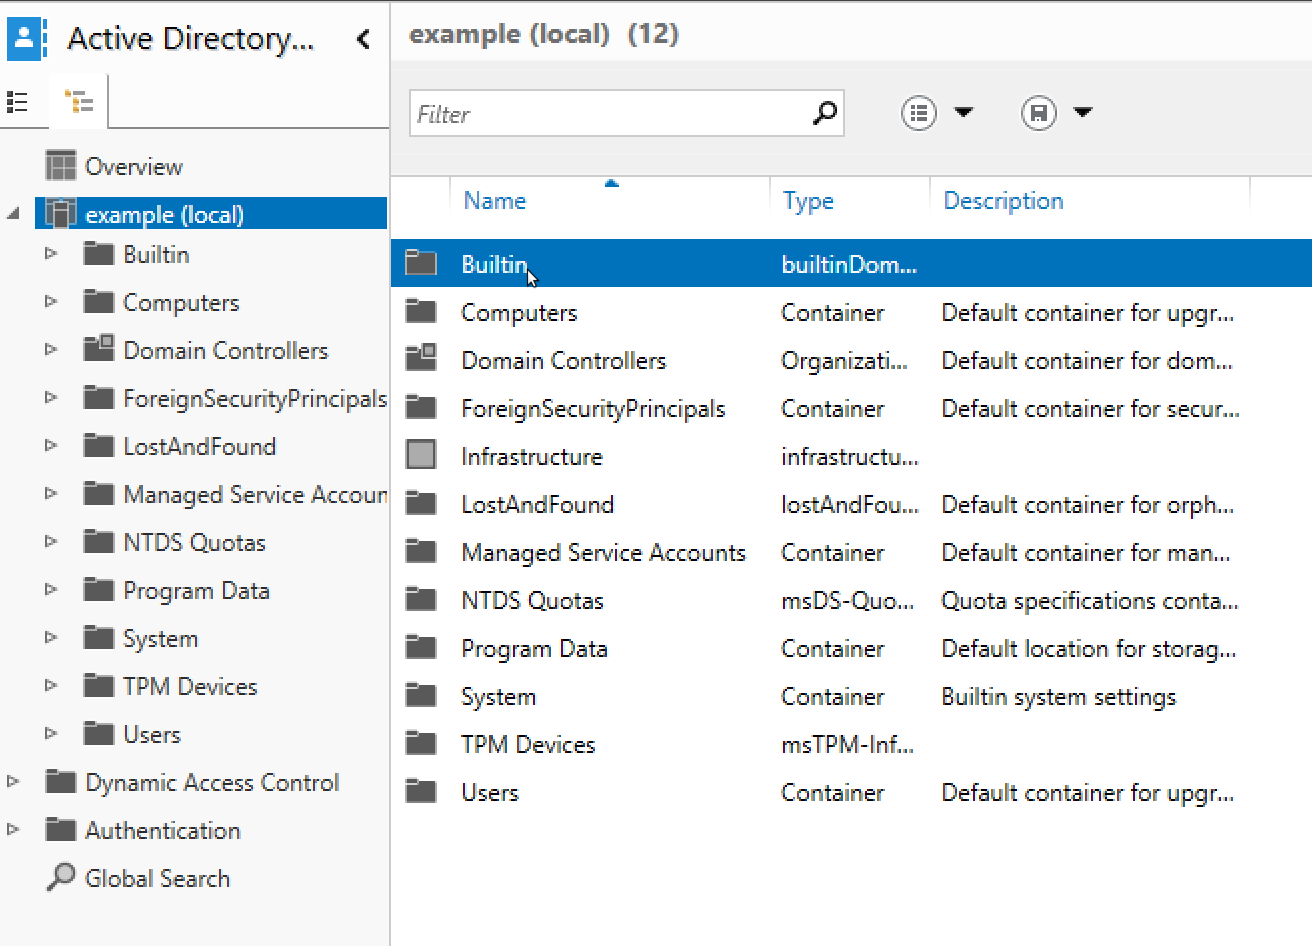 Active Directory...
example (local) (12)
Filter
Overview
example (local)
Builtin
Computers
Domain Controllers
ForeignSecurityPrincipals
LostAndFound
Managed Service Accoun
NTDS Quotas
Program Data
System
TPM Devices
Users
Dynamic Access Control
Authentication
Global Search
Name Type Description
Builtin builtinDom...
Computers Container Default container for upgr...
Domain Controllers Organizati... Default container for dom...
ForeignSecurityPrincipals Container Default container for secur...
Infrastructure infrastructu...
LostAndFound lostAndFou... Default container for orph...
Managed Service Accounts Container Default container for man...
NTDS Quotas msDS-Quo... Quota specifications conta...
Program Data Container Default location for storag...
System Container Builtin system settings
TPM Devices msTPM-Inf...
Users Container Default container for upgr...